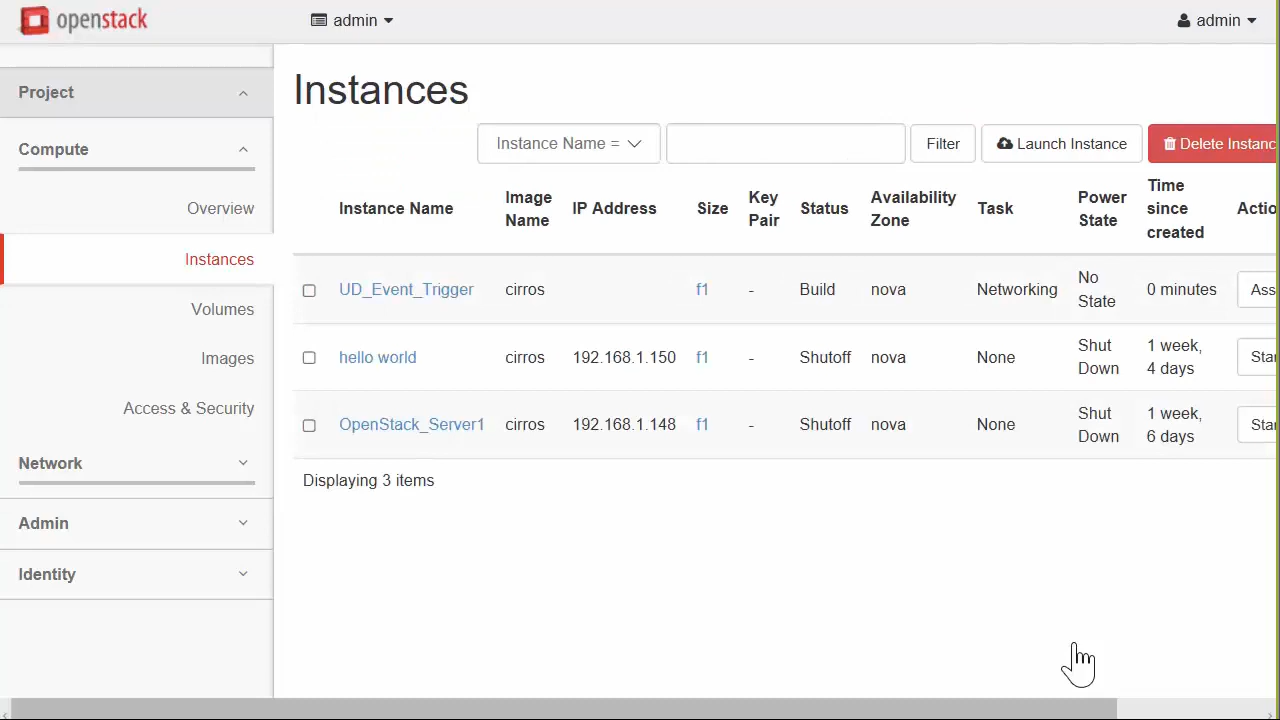 openstack
admin
admin
Project
Compute
Overview
Instances
Volumes
Images
Access & Security
Network
Admin
Identity
Instances
Instance Name =
Filter
Launch Instance
Delete Instanc
Instance Name
Image Name
IP Address
Size
Key Pair
Status
Availability Zone
Task
Power State
Time since created
Actio
UD_Event_Trigger cirros f1 - Build nova Networking No State 0 minutes Ass
hello world cirros 192.168.1.150 f1 - Shutoff nova None Shut Down 1 week, 4 days Star
OpenStack_Server1 cirros 192.168.1.148 f1 - Shutoff nova None Shut Down 1 week, 6 days Star
Displaying 3 items